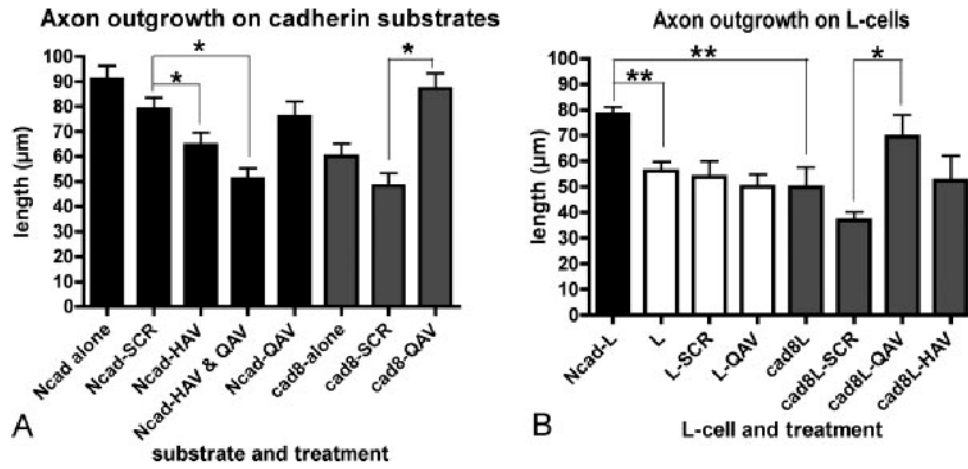 Axon outgrowth on cadherin substrates
length (µm)
100
90
80
70
60
50
40
30
20
10
0
*
*
*
Ncad alone
Ncad-SCR
Ncad-HAV
Ncad-HAV & QAV
Ncad-QAV
cad8-alone
cad8-SCR
cad8-QAV
A
substrate and treatment
Axon outgrowth on L-cells
length (µm)
100
90
80
70
60
50
40
30
20
10
0
**
**
*
Ncad-L
L
L-SCR
L-QAV
cad8L
cad8L-SCR
cad8L-QAV
cad8L-HAV
B
L-cell and treatment